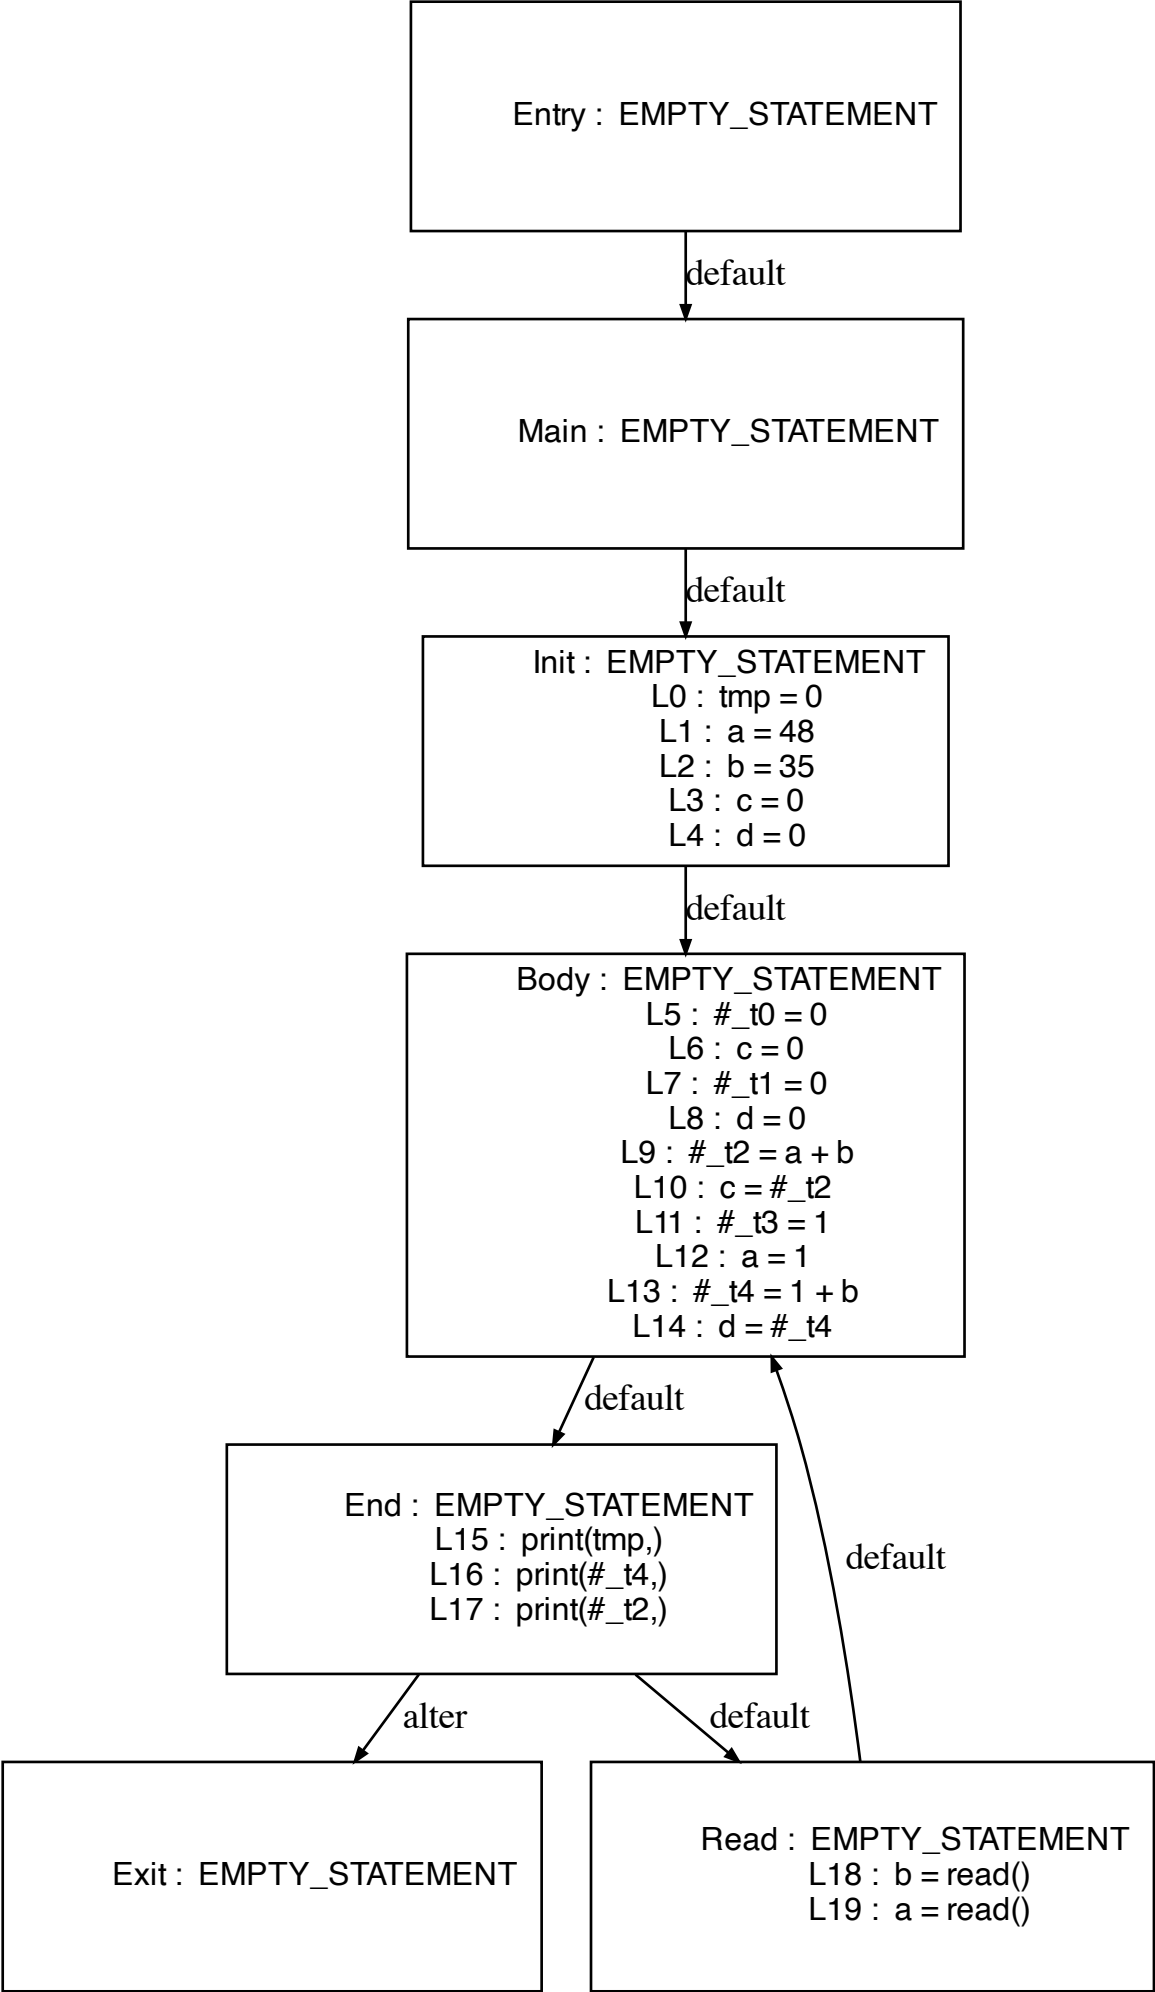 Entry :  EMPTY_STATEMENT
default
Main :  EMPTY_STATEMENT
default
Init :  EMPTY_STATEMENT
L0 :  tmp = 0
L1 :  a = 48
L2 :  b = 35
L3 :  c = 0
L4 :  d = 0
default
Body :  EMPTY_STATEMENT
L5 :  #_t0 = 0
L6 :  c = 0
L7 :  #_t1 = 0
L8 :  d = 0
L9 :  #_t2 = a + b
L10 :  c = #_t2
L11 :  #_t3 = 1
L12 :  a = 1
L13 :  #_t4 = 1 + b
L14 :  d = #_t4
default
End :  EMPTY_STATEMENT
L15 :  print(tmp,)
L16 :  print(#_t4,)
L17 :  print(#_t2,)
default
alter
default
Exit :  EMPTY_STATEMENT
Read :  EMPTY_STATEMENT
L18 :  b = read()
L19 :  a = read()